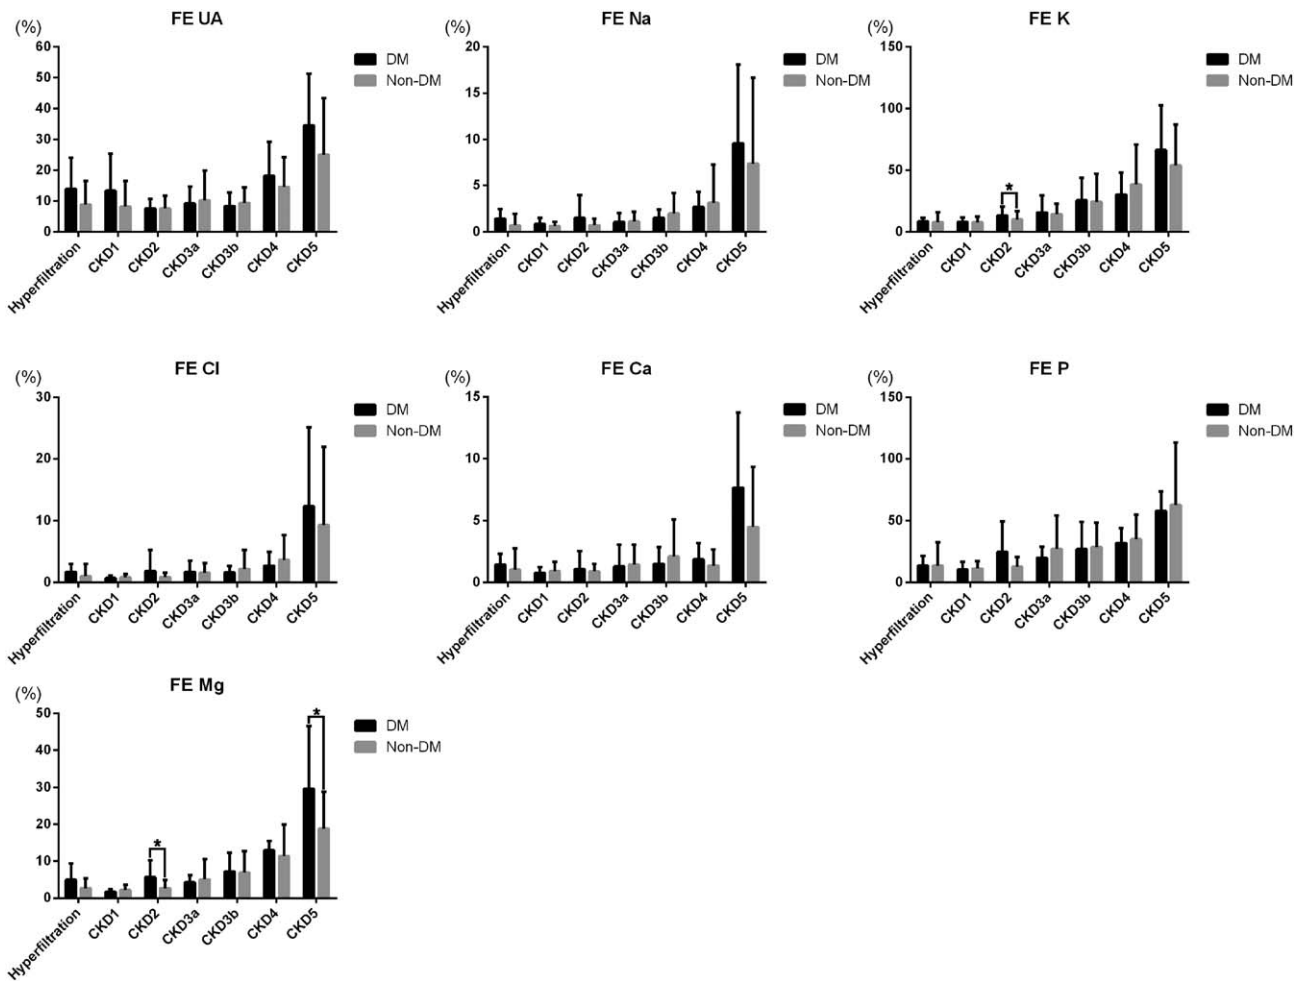 FE UA
(%)
60
50
40
30
20
10
0
Hyperfiltration
CKD1
CKD2
CKD3a
CKD3b
CKD4
CKD5
DM
Non-DM
FE Na
(%)
20
15
10
5
0
Hyperfiltration
CKD1
CKD2
CKD3a
CKD3b
CKD4
CKD5
DM
Non-DM
FE K
(%)
150
100
50
0
*
Hyperfiltration
CKD1
CKD2
CKD3a
CKD3b
CKD4
CKD5
DM
Non-DM
FE Cl
(%)
30
20
10
0
Hyperfiltration
CKD1
CKD2
CKD3a
CKD3b
CKD4
CKD5
DM
Non-DM
FE Ca
(%)
15
10
5
0
Hyperfiltration
CKD1
CKD2
CKD3a
CKD3b
CKD4
CKD5
DM
Non-DM
FE P
(%)
150
100
50
0
Hyperfiltration
CKD1
CKD2
CKD3a
CKD3b
CKD4
CKD5
DM
Non-DM
FE Mg
(%)
50
40
30
20
10
0
*
*
Hyperfiltration
CKD1
CKD2
CKD3a
CKD3b
CKD4
CKD5
DM
Non-DM